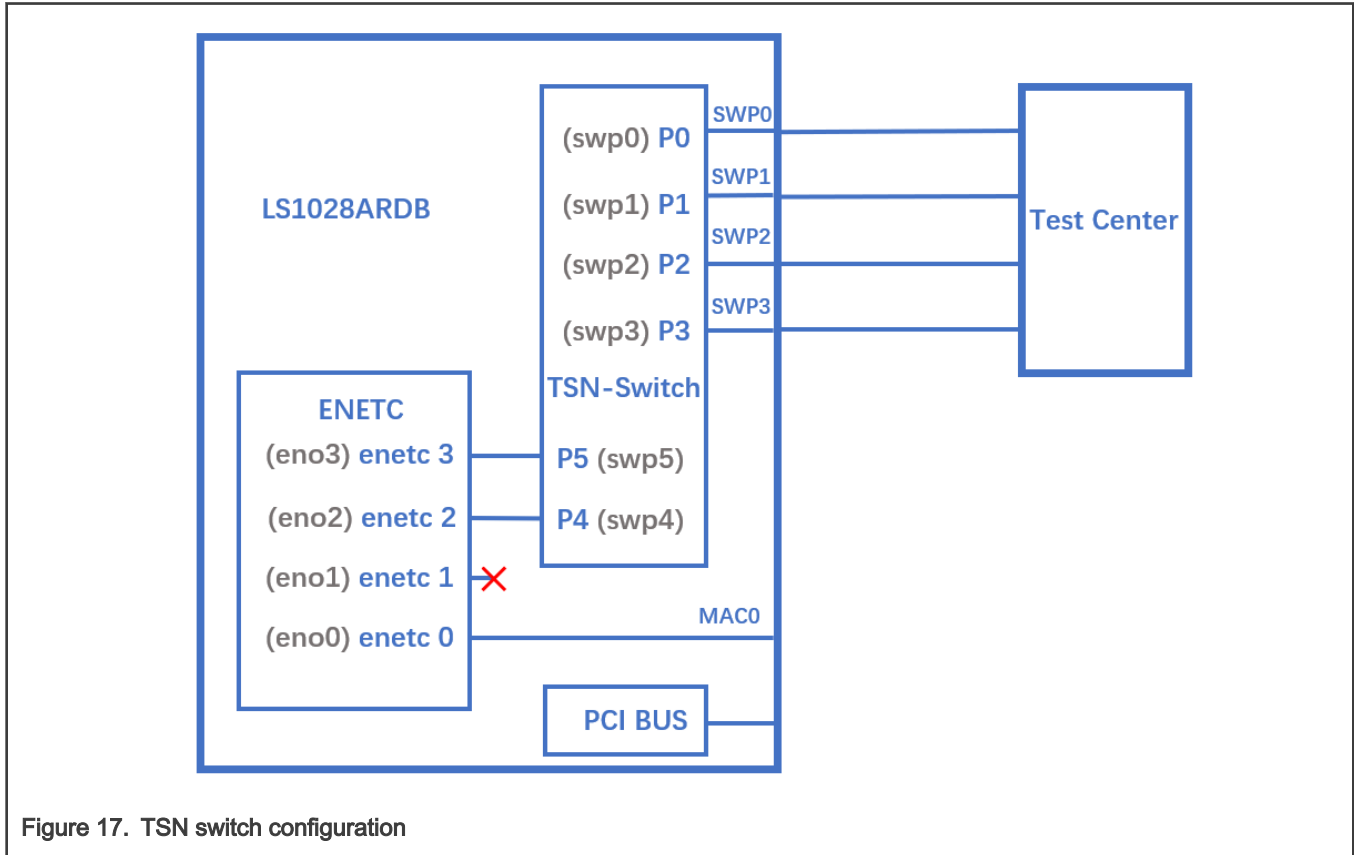 SWP0
(swp0) P0
SWP1
LS1028ARDB
(swp1) P1
Test Center
SWP2
(swp2) P2
SWP3
(swp3) P3
TSN-Switch
ENETC
(eno3) enetc 3
P5 (swp5)
(eno2) enetc 2
P4 (swp4)
(eno1) enetc 1
MAC0
(eno0) enetc 0
PCI BUS
Figure 17. TSN switch configuration